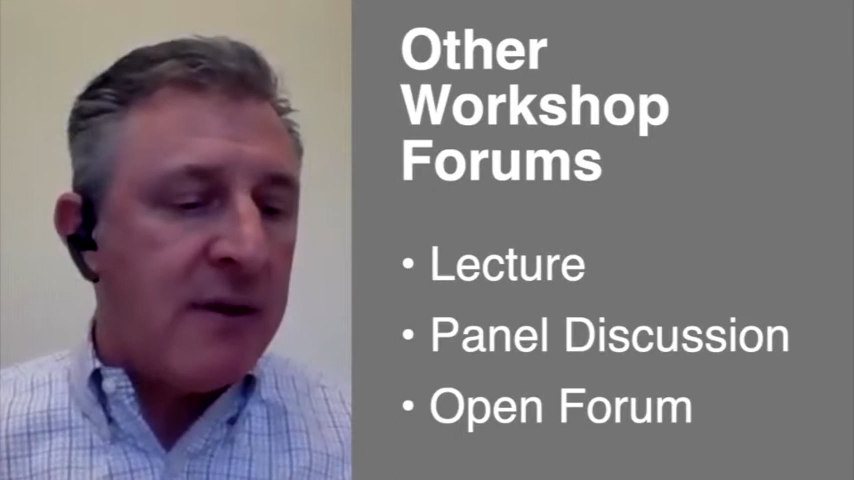 Other
Workshop
Forums
• Lecture
• Panel Discussion
• Open Forum